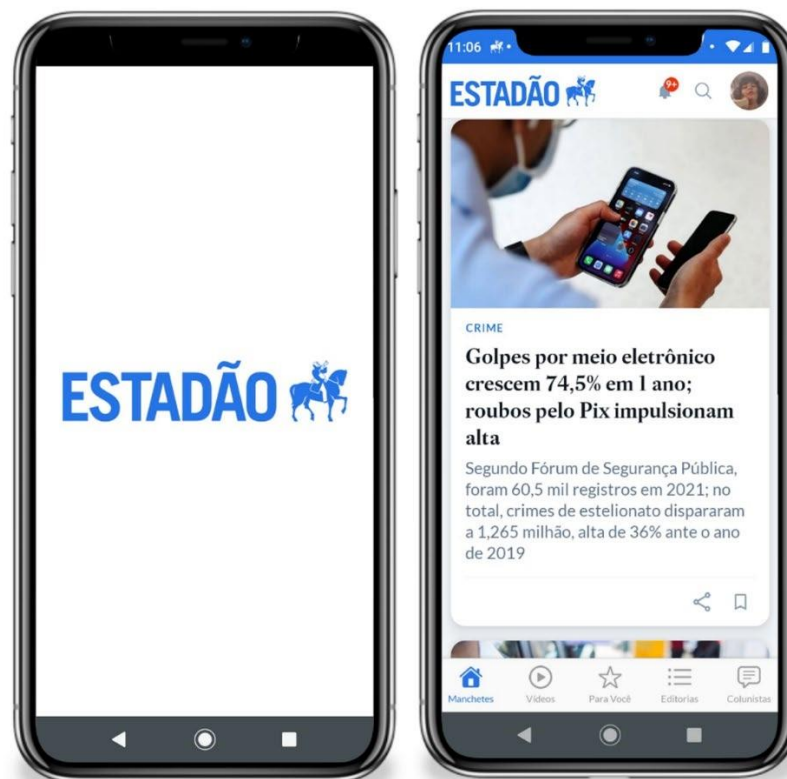 ESTADÃO
11:06
ESTADÃO
9+
CRIME
Golpes por meio eletrônico
crescem 74,5% em 1 ano;
roubos pelo Pix impulsionam
alta
Segundo Fórum de Segurança Pública,
foram 60,5 mil registros em 2021; no
total, crimes de estelionato dispararam
a 1,265 milhão, alta de 36% ante o ano
de 2019
Manchetes Vídeos Para Você Editorias Colunistas